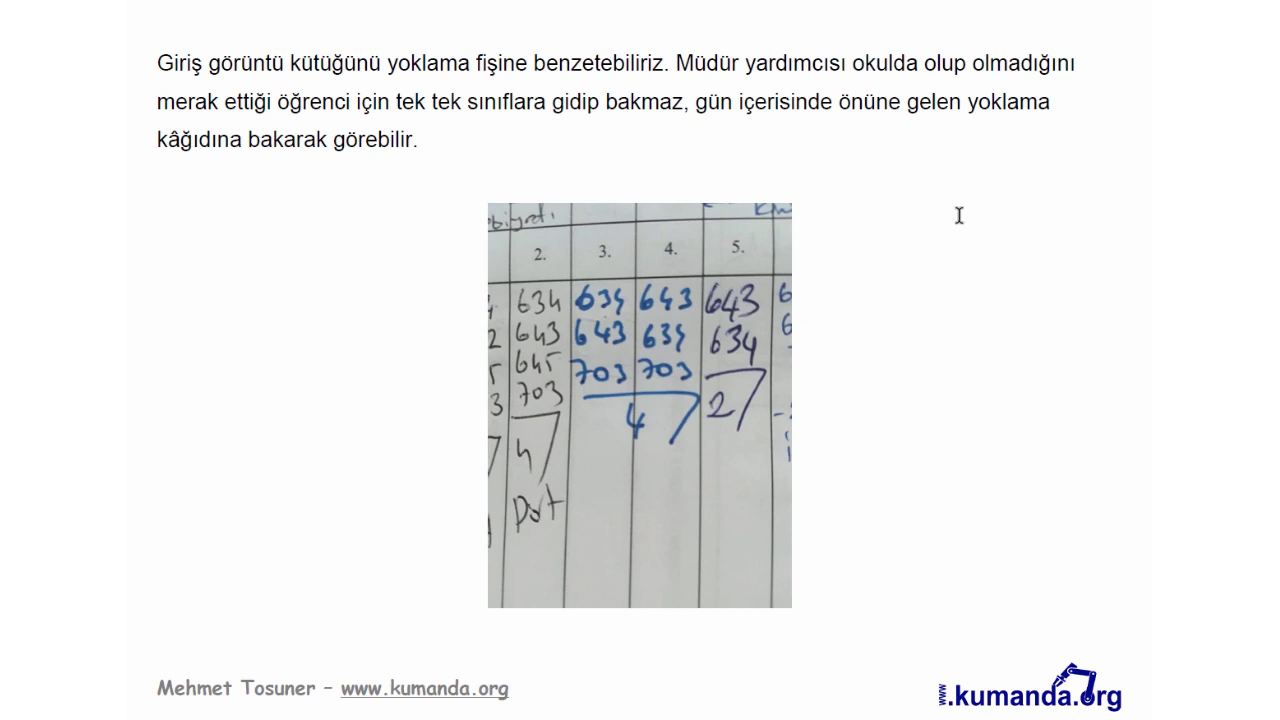 Giriş görüntü kütüğünü yoklama fişine benzetebiliriz. Müdür yardımcısı okulda olup olmadığını
merak ettiği öğrenci için tek tek sınıflara gidip bakmaz, gün içerisinde önüne gelen yoklama
kâğıdına bakarak görebilir.
2. 3. 4. 5.
634 634 643 643
643 643 634 634
645 703 703
703
4 4 2
Dört
Mehmet Tosuner – www.kumanda.org
www.kumanda.org